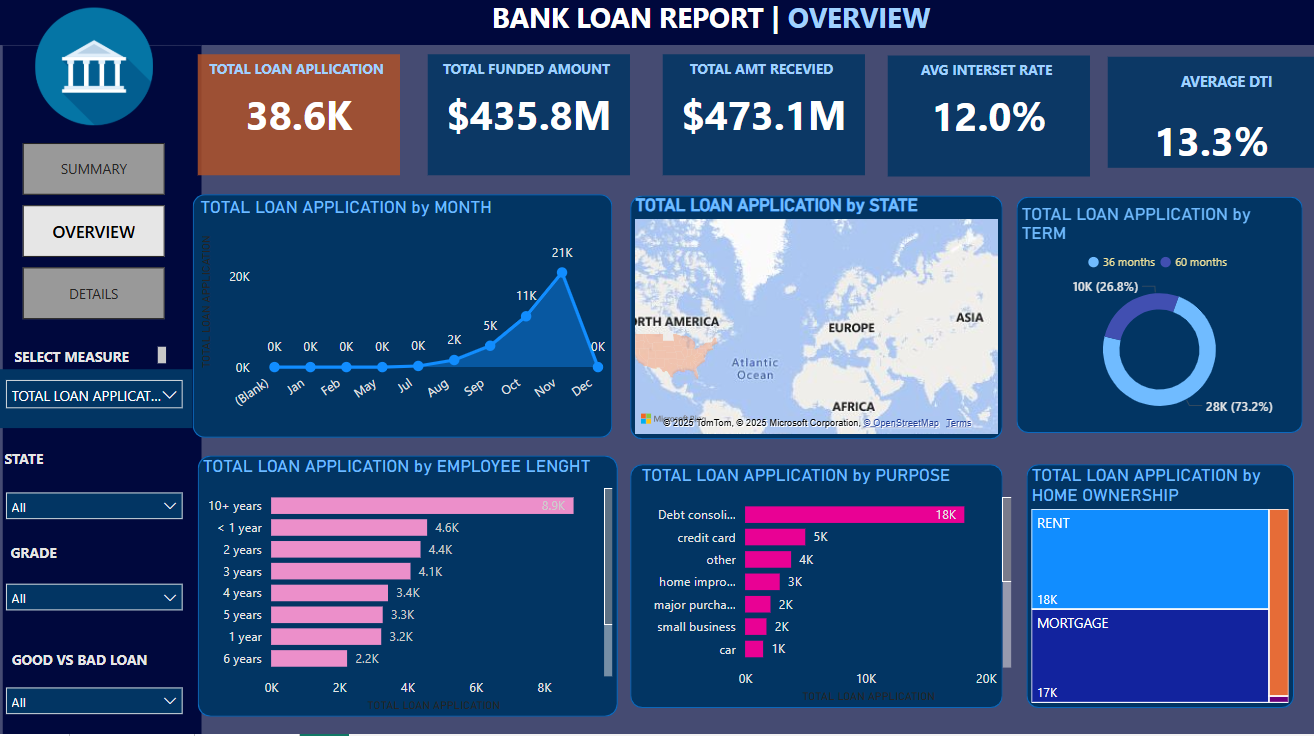 BANK LOAN REPORT | OVERVIEW
TOTAL LOAN APLLICATION
38.6K
TOTAL FUNDED AMOUNT
$435.8M
TOTAL AMT RECEVIED
$473.1M
AVG INTERSET RATE
12.0%
AVERAGE DTI
13.3%
SUMMARY
OVERVIEW
DETAILS
SELECT MEASURE
TOTAL LOAN APPLICAT...
STATE
All
GRADE
All
GOOD VS BAD LOAN
All
TOTAL LOAN APPLICATION by MONTH
TOTAL LOAN APPLICATION
20K
0K
0K
0K
0K
0K
0K
2K
5K
11K
21K
0K
(Blank)
Jan
Feb
May
Jul
Aug
Sep
Oct
Nov
Dec
TOTAL LOAN APPLICATION by STATE
RTH AMERICA
EUROPE
ASIA
Atlantic
Ocean
AFRICA
Microsoft Bing
© 2025 TomTom, © 2025 Microsoft Corporation, © OpenStreetMap Terms
TOTAL LOAN APPLICATION by
TERM
36 months 60 months
10K (26.8%)
28K (73.2%)
TOTAL LOAN APPLICATION by EMPLOYEE LENGHT
10+ years 8.9K
< 1 year 4.6K
2 years 4.4K
3 years 4.1K
4 years 3.4K
5 years 3.3K
1 year 3.2K
6 years 2.2K
0K 2K 4K 6K 8K
TOTAL LOAN APPLICATION
TOTAL LOAN APPLICATION by PURPOSE
Debt consoli... 18K
credit card 5K
other 4K
home impro... 3K
major purcha... 2K
small business 2K
car 1K
0K 10K 20K
TOTAL LOAN APPLICATION
TOTAL LOAN APPLICATION by
HOME OWNERSHIP
RENT
18K
MORTGAGE
17K